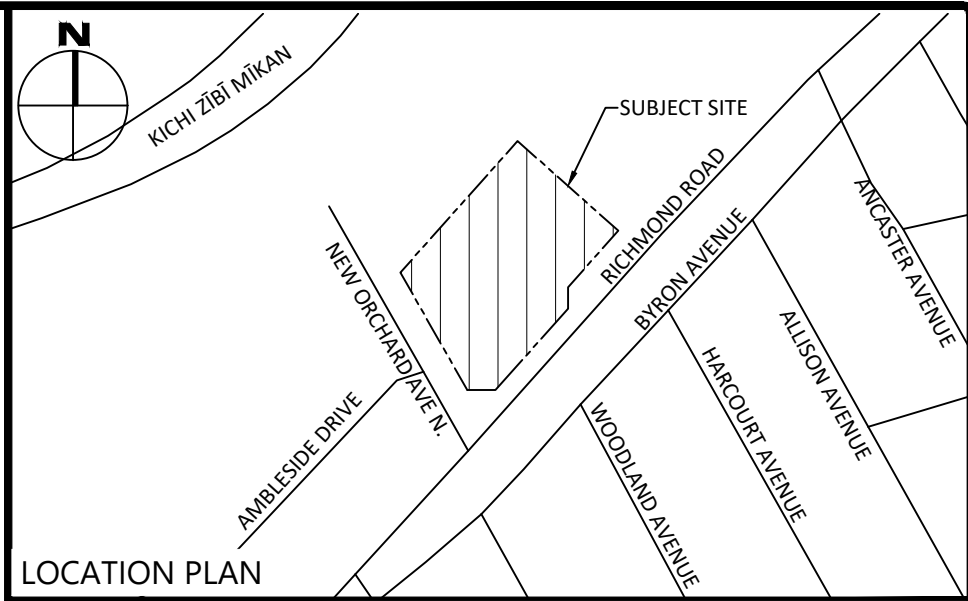 N
KICHI ZĪBĪ MĪKAN
SUBJECT SITE
RICHMOND ROAD
BYRON AVENUE
ANCASTER AVENUE
NEW ORCHARD AVE N.
ALLISON AVENUE
HARCOURT AVENUE
AMBLESIDE DRIVE
WOODLAND AVENUE
LOCATION PLAN